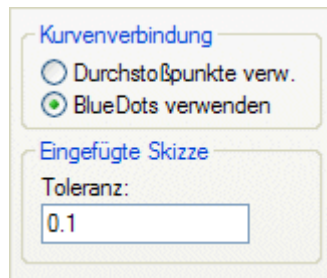 Kurvenverbindung
Durchstoßpunkte verw.
BlueDots verwenden
Eingefügte Skizze
Toleranz:
0.1